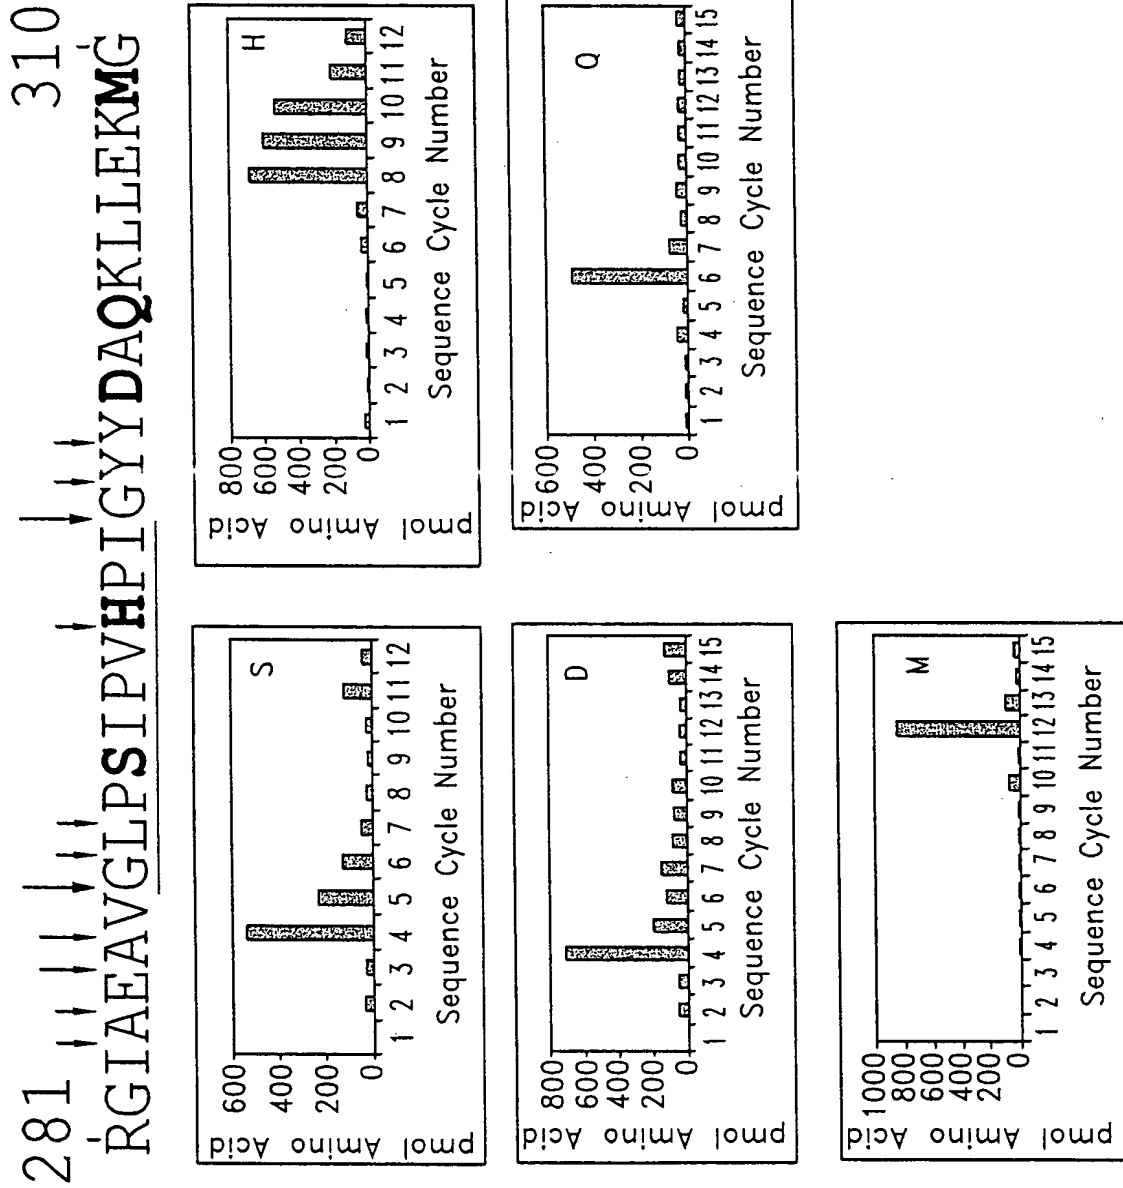 281 310
RGIAEAVGLPSIPVHPIGYYDAQKLLEKMG
S
pmol Amino Acid
600
400
200
0
1 2 3 4 5 6 7 8 9 10 11 12
Sequence Cycle Number
H
pmol Amino Acid
800
600
400
200
0
1 2 3 4 5 6 7 8 9 10 11 12
Sequence Cycle Number
D
pmol Amino Acid
800
600
400
200
0
1 2 3 4 5 6 7 8 9 10 11 12 13 14 15
Sequence Cycle Number
Q
pmol Amino Acid
600
400
200
0
1 2 3 4 5 6 7 8 9 10 11 12 13 14 15
Sequence Cycle Number
M
pmol Amino Acid
1000
800
600
400
200
0
1 2 3 4 5 6 7 8 9 10 11 12 13 14 15
Sequence Cycle Number